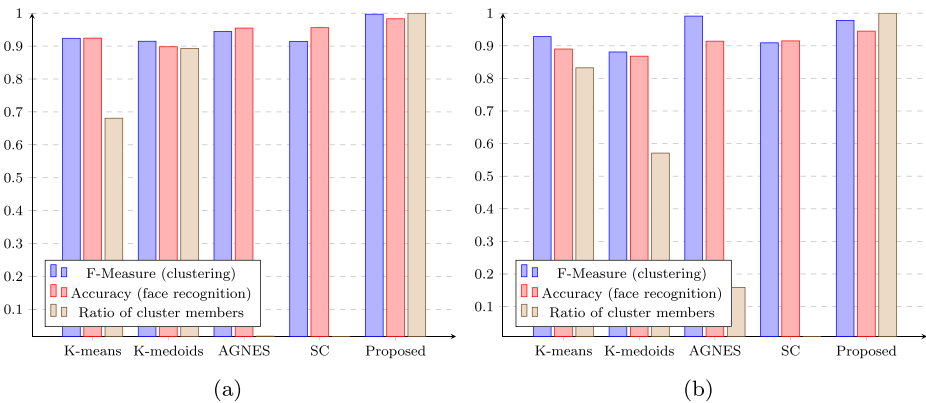 1
0.9
0.8
0.7
0.6
0.5
0.4
0.3
0.2
0.1
F-Measure (clustering)
Accuracy (face recognition)
Ratio of cluster members
K-means K-medoids AGNES SC Proposed
(a)
1
0.9
0.8
0.7
0.6
0.5
0.4
0.3
0.2
0.1
F-Measure (clustering)
Accuracy (face recognition)
Ratio of cluster members
K-means K-medoids AGNES SC Proposed
(b)